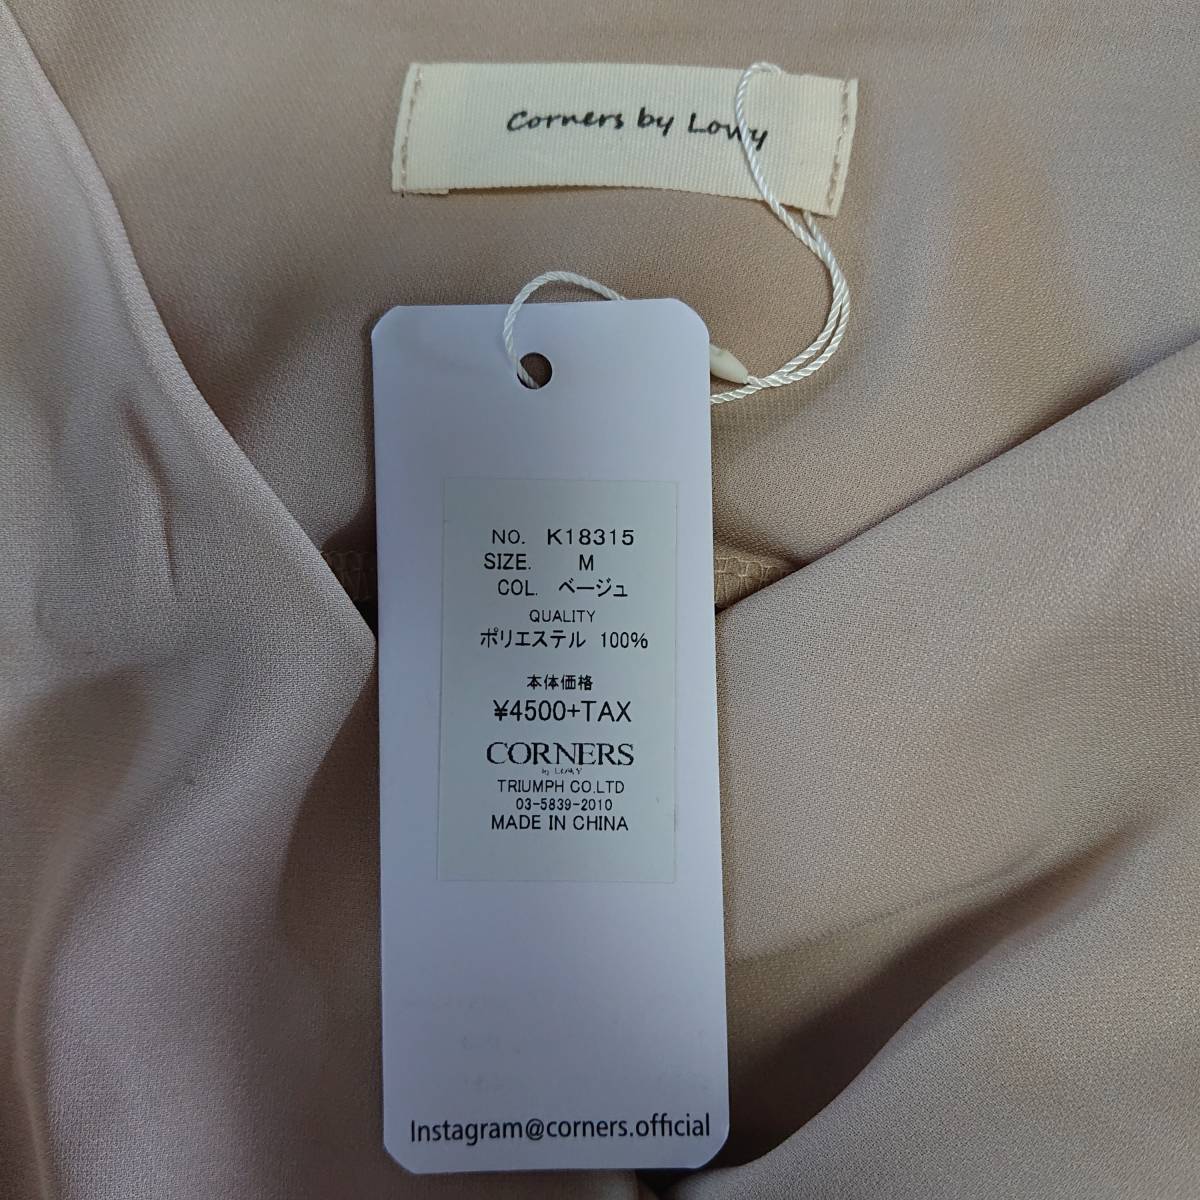 Corners by Lowy
NO. K18315
SIZE. M
COL. ベージュ
QUALITY
ポリエステル 100%
本体価格
¥4500+TAX
CORNERS
by LOWY
TRIUMPH CO.LTD
03-5839-2010
MADE IN CHINA
Instagram@corners.official